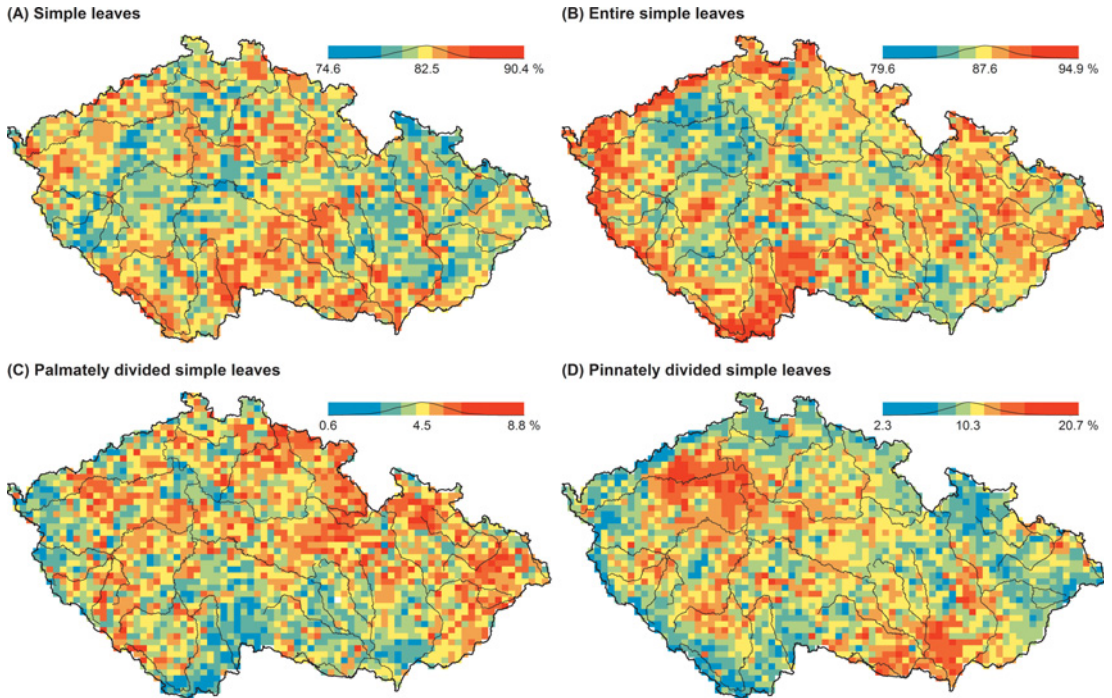 (A) Simple leaves
74.6 82.5 90.4 %
(B) Entire simple leaves
79.6 87.6 94.9 %
(C) Palmately divided simple leaves
0.6 4.5 8.8 %
(D) Pinnately divided simple leaves
2.3 10.3 20.7 %